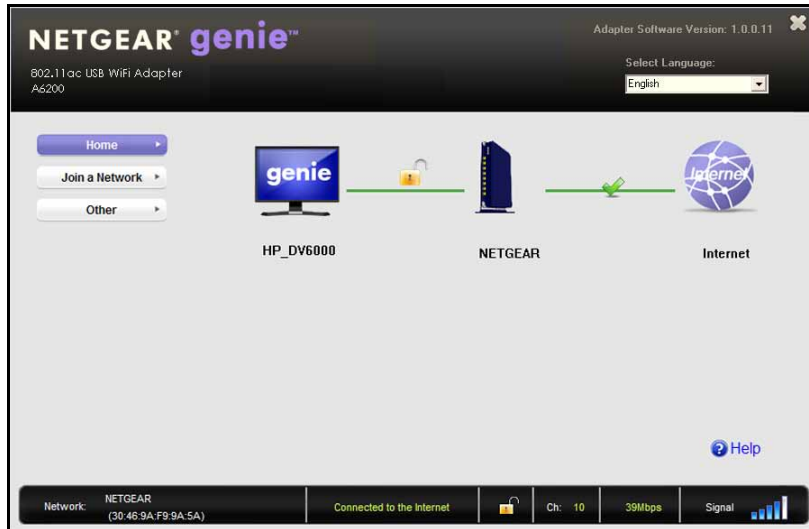 NETGEAR® genie™
Adapter Software Version: 1.0.0.11
802.11ac USB WiFi Adapter
A6200
Select Language:
English
Home
Join a Network
Other
genie
Internet
HP_DV6000
NETGEAR
Internet
Help
Network: NETGEAR
(30:46:9A:F9:9A:5A)
Connected to the Internet
Ch: 10
39Mbps
Signal